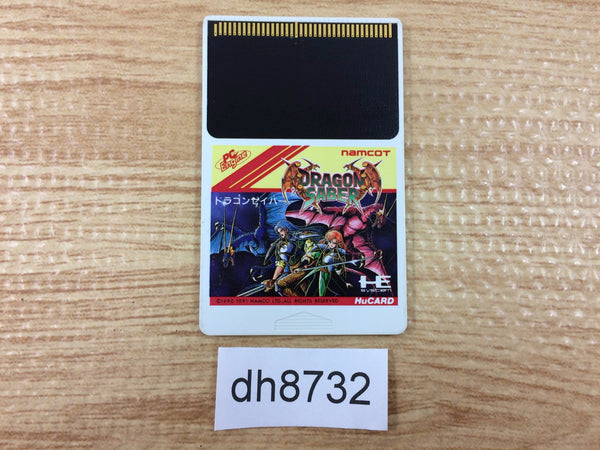 PC
Engine
namcot
DRAGON
SABER
ドラゴンセイバー
HE
system
©1990 1991 NAMCO LTD.,ALL RIGHTS RESERVED
HuCARD
dh8732